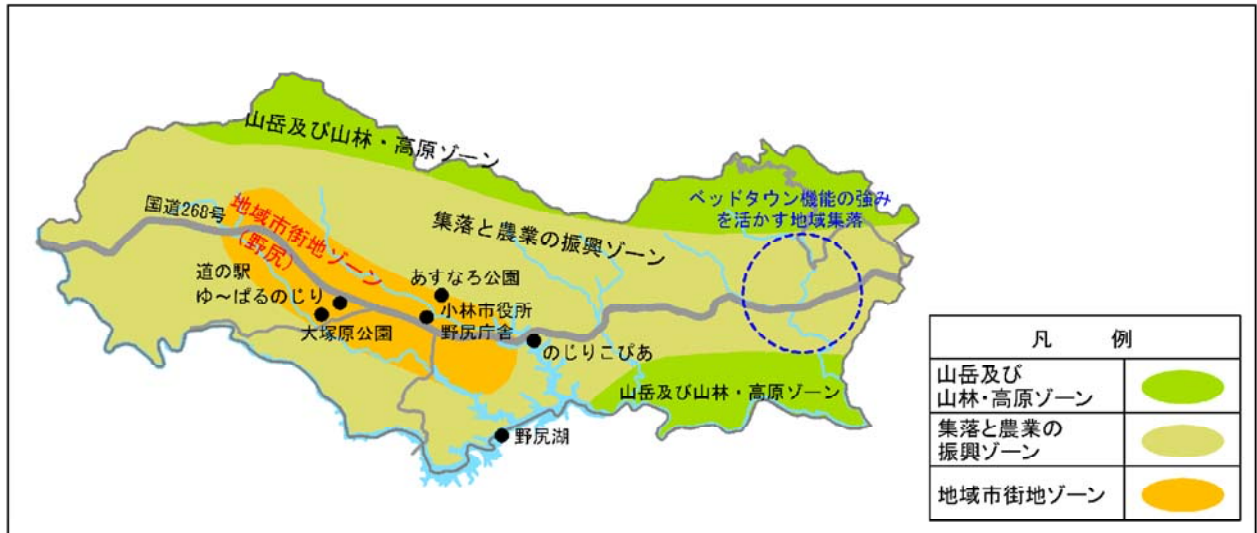 山岳及び山林・高原ゾーン
ベッドタウン機能の強み
を活かす地域集落
国道268号
地域市街地ゾーン
(野尻)
集落と農業の振興ゾーン
道の駅
ゆ〜ぱるのじり
あすなろ公園
大塚原公園
小林市役所
野尻庁舎
のじりこぴあ
山岳及び山林・高原ゾーン
野尻湖
凡 例
山岳及び
山林・高原ゾーン
集落と農業の
振興ゾーン
地域市街地ゾーン